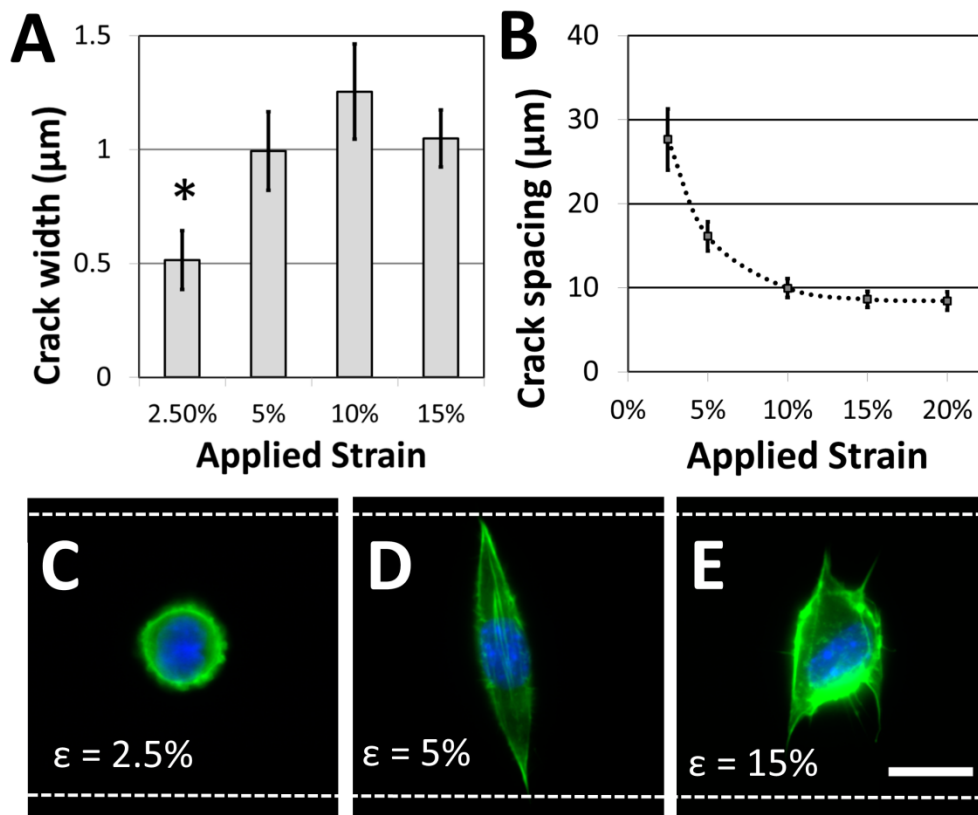 A
Crack width (µm)
1.5
1
0.5
0
*
2.50% 5% 10% 15%
Applied Strain
B
Crack spacing (µm)
40
30
20
10
0
0% 5% 10% 15% 20%
Applied Strain
C
ε = 2.5%
D
ε = 5%
E
ε = 15%